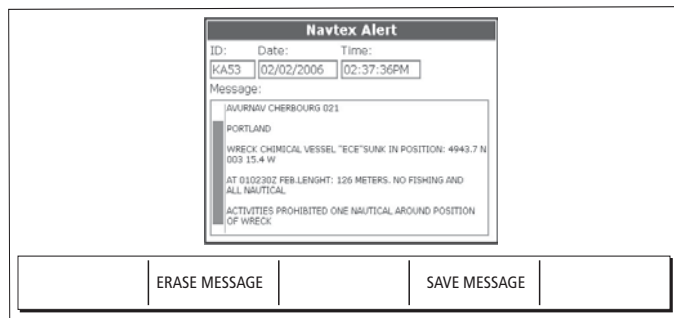 Navtex Alert
ID: Date: Time:
KA53 02/02/2006 02:37:36PM
Message:
AVURNAV CHERBOURG 021
PORTLAND
WRECK CHIMICAL VESSEL "ECE"SUNK IN POSITION: 4943.7 N
003 15.4 W
AT 010230Z FEB.LENGHT: 126 METERS. NO FISHING AND
ALL NAUTICAL
ACTIVITIES PROHIBITED ONE NAUTICAL AROUND POSITION
OF WRECK
ERASE MESSAGE SAVE MESSAGE